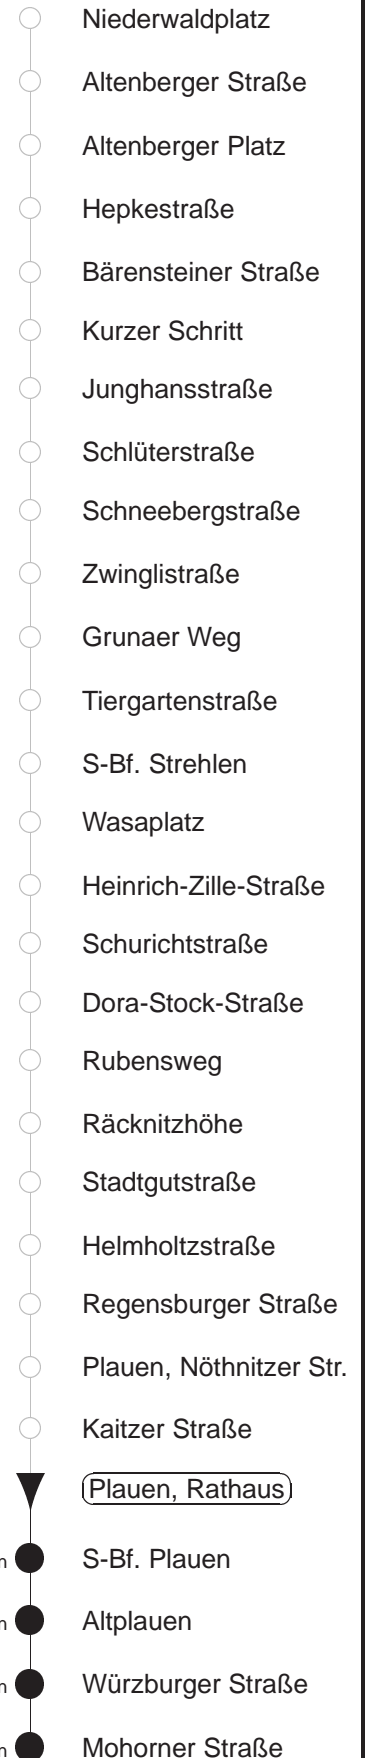 Niederwaldplatz
Altenberger Straße
Altenberger Platz
Hepkestraße
Bärensteiner Straße
Kurzer Schritt
Junghansstraße
Schlüterstraße
Schneebergstraße
Zwinglistraße
Grunaer Weg
Tiergartenstraße
S-Bf. Strehlen
Wasaplatz
Heinrich-Zille-Straße
Schurichtstraße
Dora-Stock-Straße
Rubensweg
Räcknitzhöhe
Stadtgutstraße
Helmholtzstraße
Regensburger Straße
Plauen, Nöthnitzer Str.
Kaitzer Straße
Plauen, Rathaus
S-Bf. Plauen
Altplauen
Würzburger Straße
Mohorner Straße